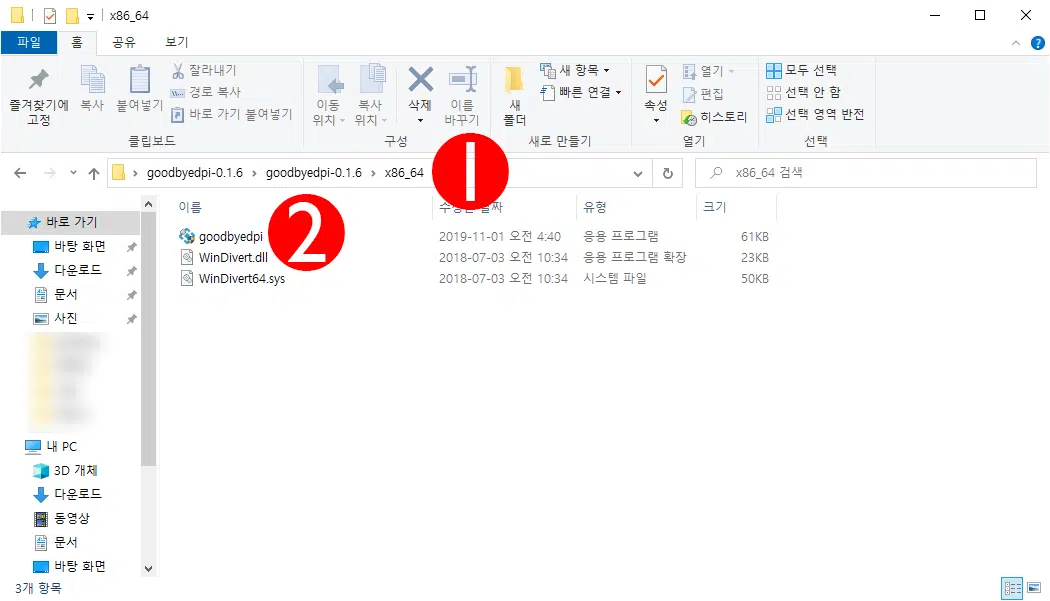 x86_64
파일 홈 공유 보기
즐겨찾기에 고정
복사
붙여넣기
잘라내기
경로 복사
바로 가기 붙여넣기
클립보드
이동 위치
복사 위치
삭제
이름 바꾸기
구성
새 폴더
새 항목
빠른 연결
새로 만들기
속성
열기
편집
히스토리
열기
모두 선택
선택 안 함
선택 영역 반전
선택
goodbyedpi-0.1.6 > goodbyedpi-0.1.6 > x86_64
x86_64 검색
1
2
이름 날짜 유형 크기
goodbyedpi 2019-11-01 오전 4:40 응용 프로그램 61KB
WinDivert.dll 2018-07-03 오전 10:34 응용 프로그램 확장 23KB
WinDivert64.sys 2018-07-03 오전 10:34 시스템 파일 50KB
바로 가기
바탕 화면
다운로드
문서
사진
내 PC
3D 개체
다운로드
동영상
문서
바탕 화면
3개 항목